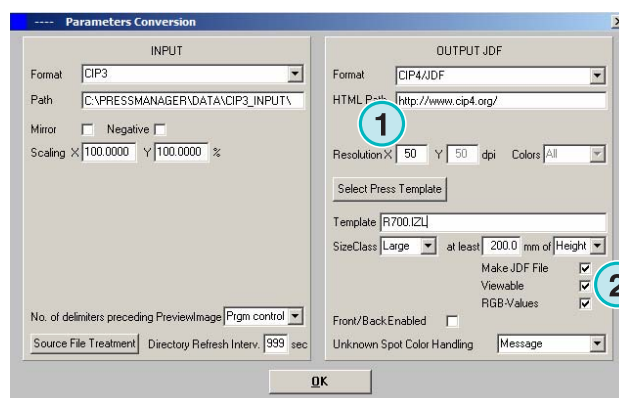 ---- Parameters Conversion
INPUT
Format CIP3
Path C:\PRESSMANAGER\DATA\CIP3_INPUT\
Mirror Negative
Scaling X 100.0000 Y 100.0000 %
No. of delimiters preceding PreviewImage Prgm control
Source File Treatment Directory Refresh Interv. 999 sec
OUTPUT JDF
Format CIP4/JDF
HTML Path http://www.cip4.org/
1
Resolution X 50 Y 50 dpi Colors All
Select Press Template
Template R700.IZL
SizeClass Large at least 200.0 mm of Height
Make JDF File
Viewable
2
RGB-Values
Front/Back Enabled
Unknown Spot Color Handling Message
OK